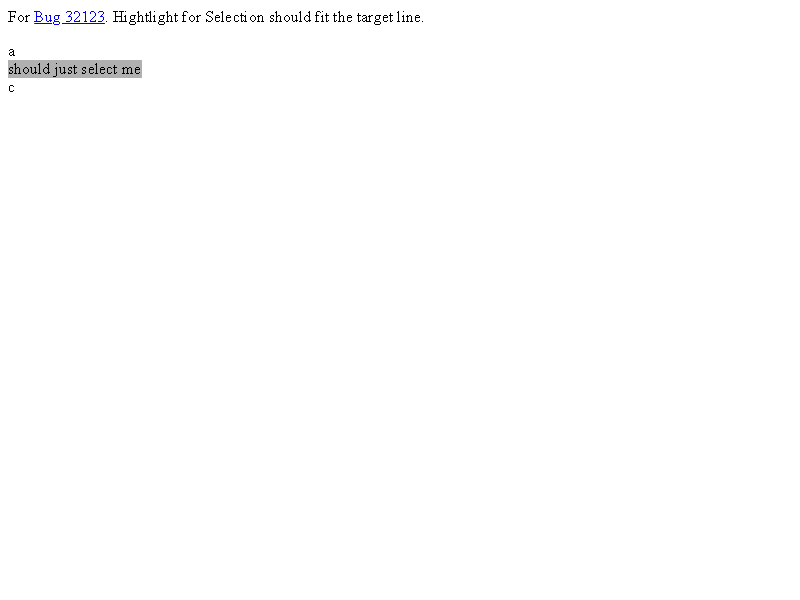 For Bug 32123. Hightlight for Selection should fit the target line.
a
should just select me
c